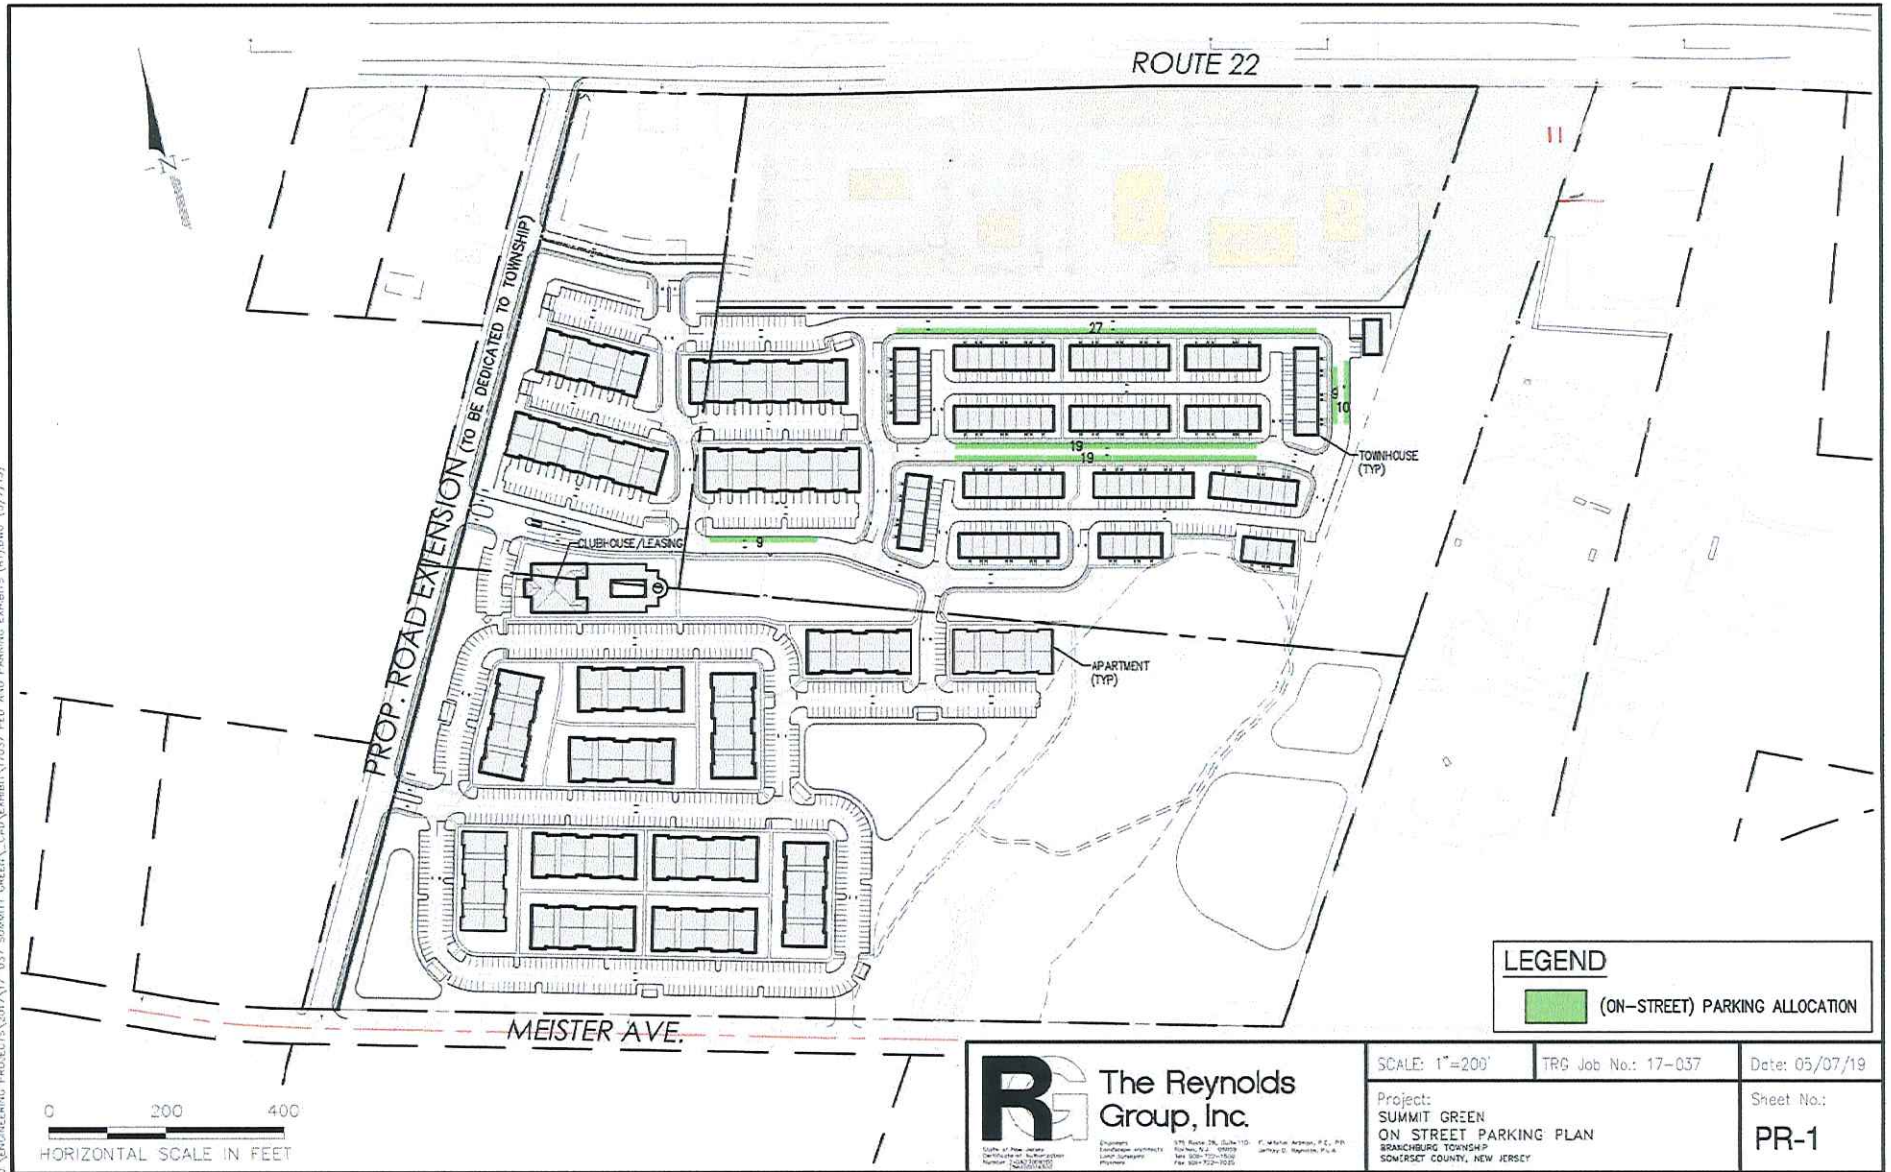 ROUTE 22
N
PROP. ROAD EXTENSION (TO BE DEDICATED TO TOWNSHIP)
27
9
10
19
19
TOWNHOUSE
(TYP)
9
CLUBHOUSE/LEASING
APARTMENT
(TYP)
MEISTER AVE.
LEGEND
(ON-STREET) PARKING ALLOCATION
0 200 400
HORIZONTAL SCALE IN FEET
RG
The Reynolds
Group, Inc.
SCALE: 1"=200'
TRG Job No.: 17-037
Date: 05/07/19
Project:
SUMMIT GREEN
ON STREET PARKING PLAN
BRANCHBURG TOWNSHIP
SOMERSET COUNTY, NEW JERSEY
Sheet No.:
PR-1